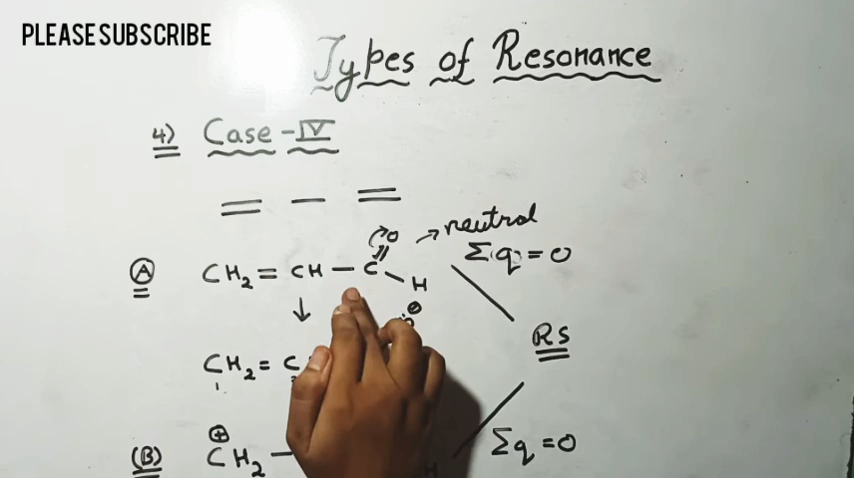 PLEASE SUBSCRIBE
Types of Resonance
4) Case-IV
= — =
(A) CH₂=CH—C=O H → neutral Σq=0
↓ ⊖
RS
CH₂=C
⊕
(B) CH₂— H Σq=0